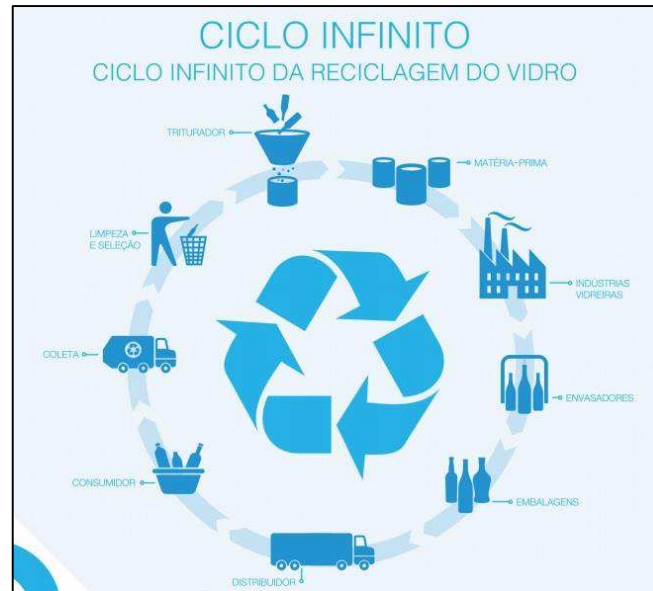 CICLO INFINITO
CICLO INFINITO DA RECICLAGEM DO VIDRO
TRITURADOR
MATÉRIA-PRIMA
LIMPEZA
E SELEÇÃO
INDÚSTRIAS
VIDREIRAS
COLETA
ENVASADORES
CONSUMIDOR
EMBALAGENS
DISTRIBUIDOR